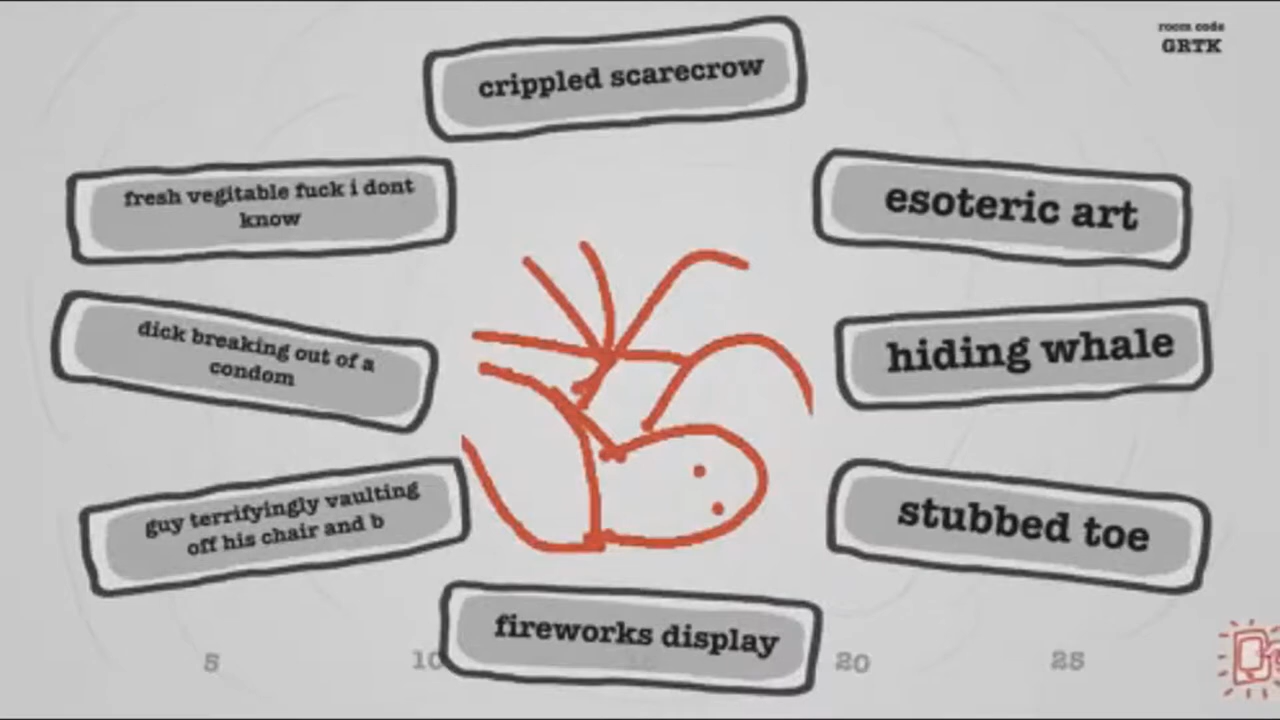 room code
GRTK
crippled scarecrow
fresh vegitable fuck i dont
know
esoteric art
dick breaking out of a
condom
hiding whale
guy terrifyingly vaulting
off his chair and b
stubbed toe
fireworks display
5
10
20
25